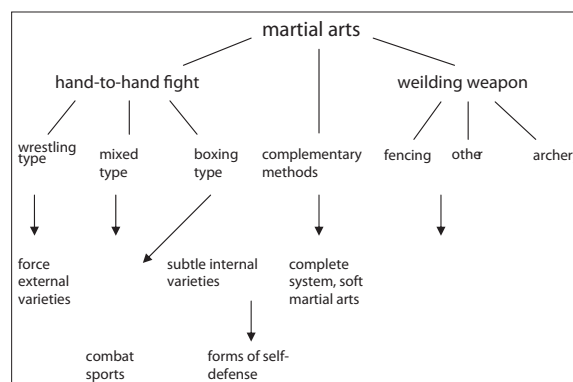 martial arts
hand-to-hand fight
weilding weapon
wrestling
type
mixed
type
boxing
type
complementary
methods
fencing
other
archer
force
external
varieties
subtle internal
varieties
complete
system, soft
martial arts
combat
sports
forms of self-
defense